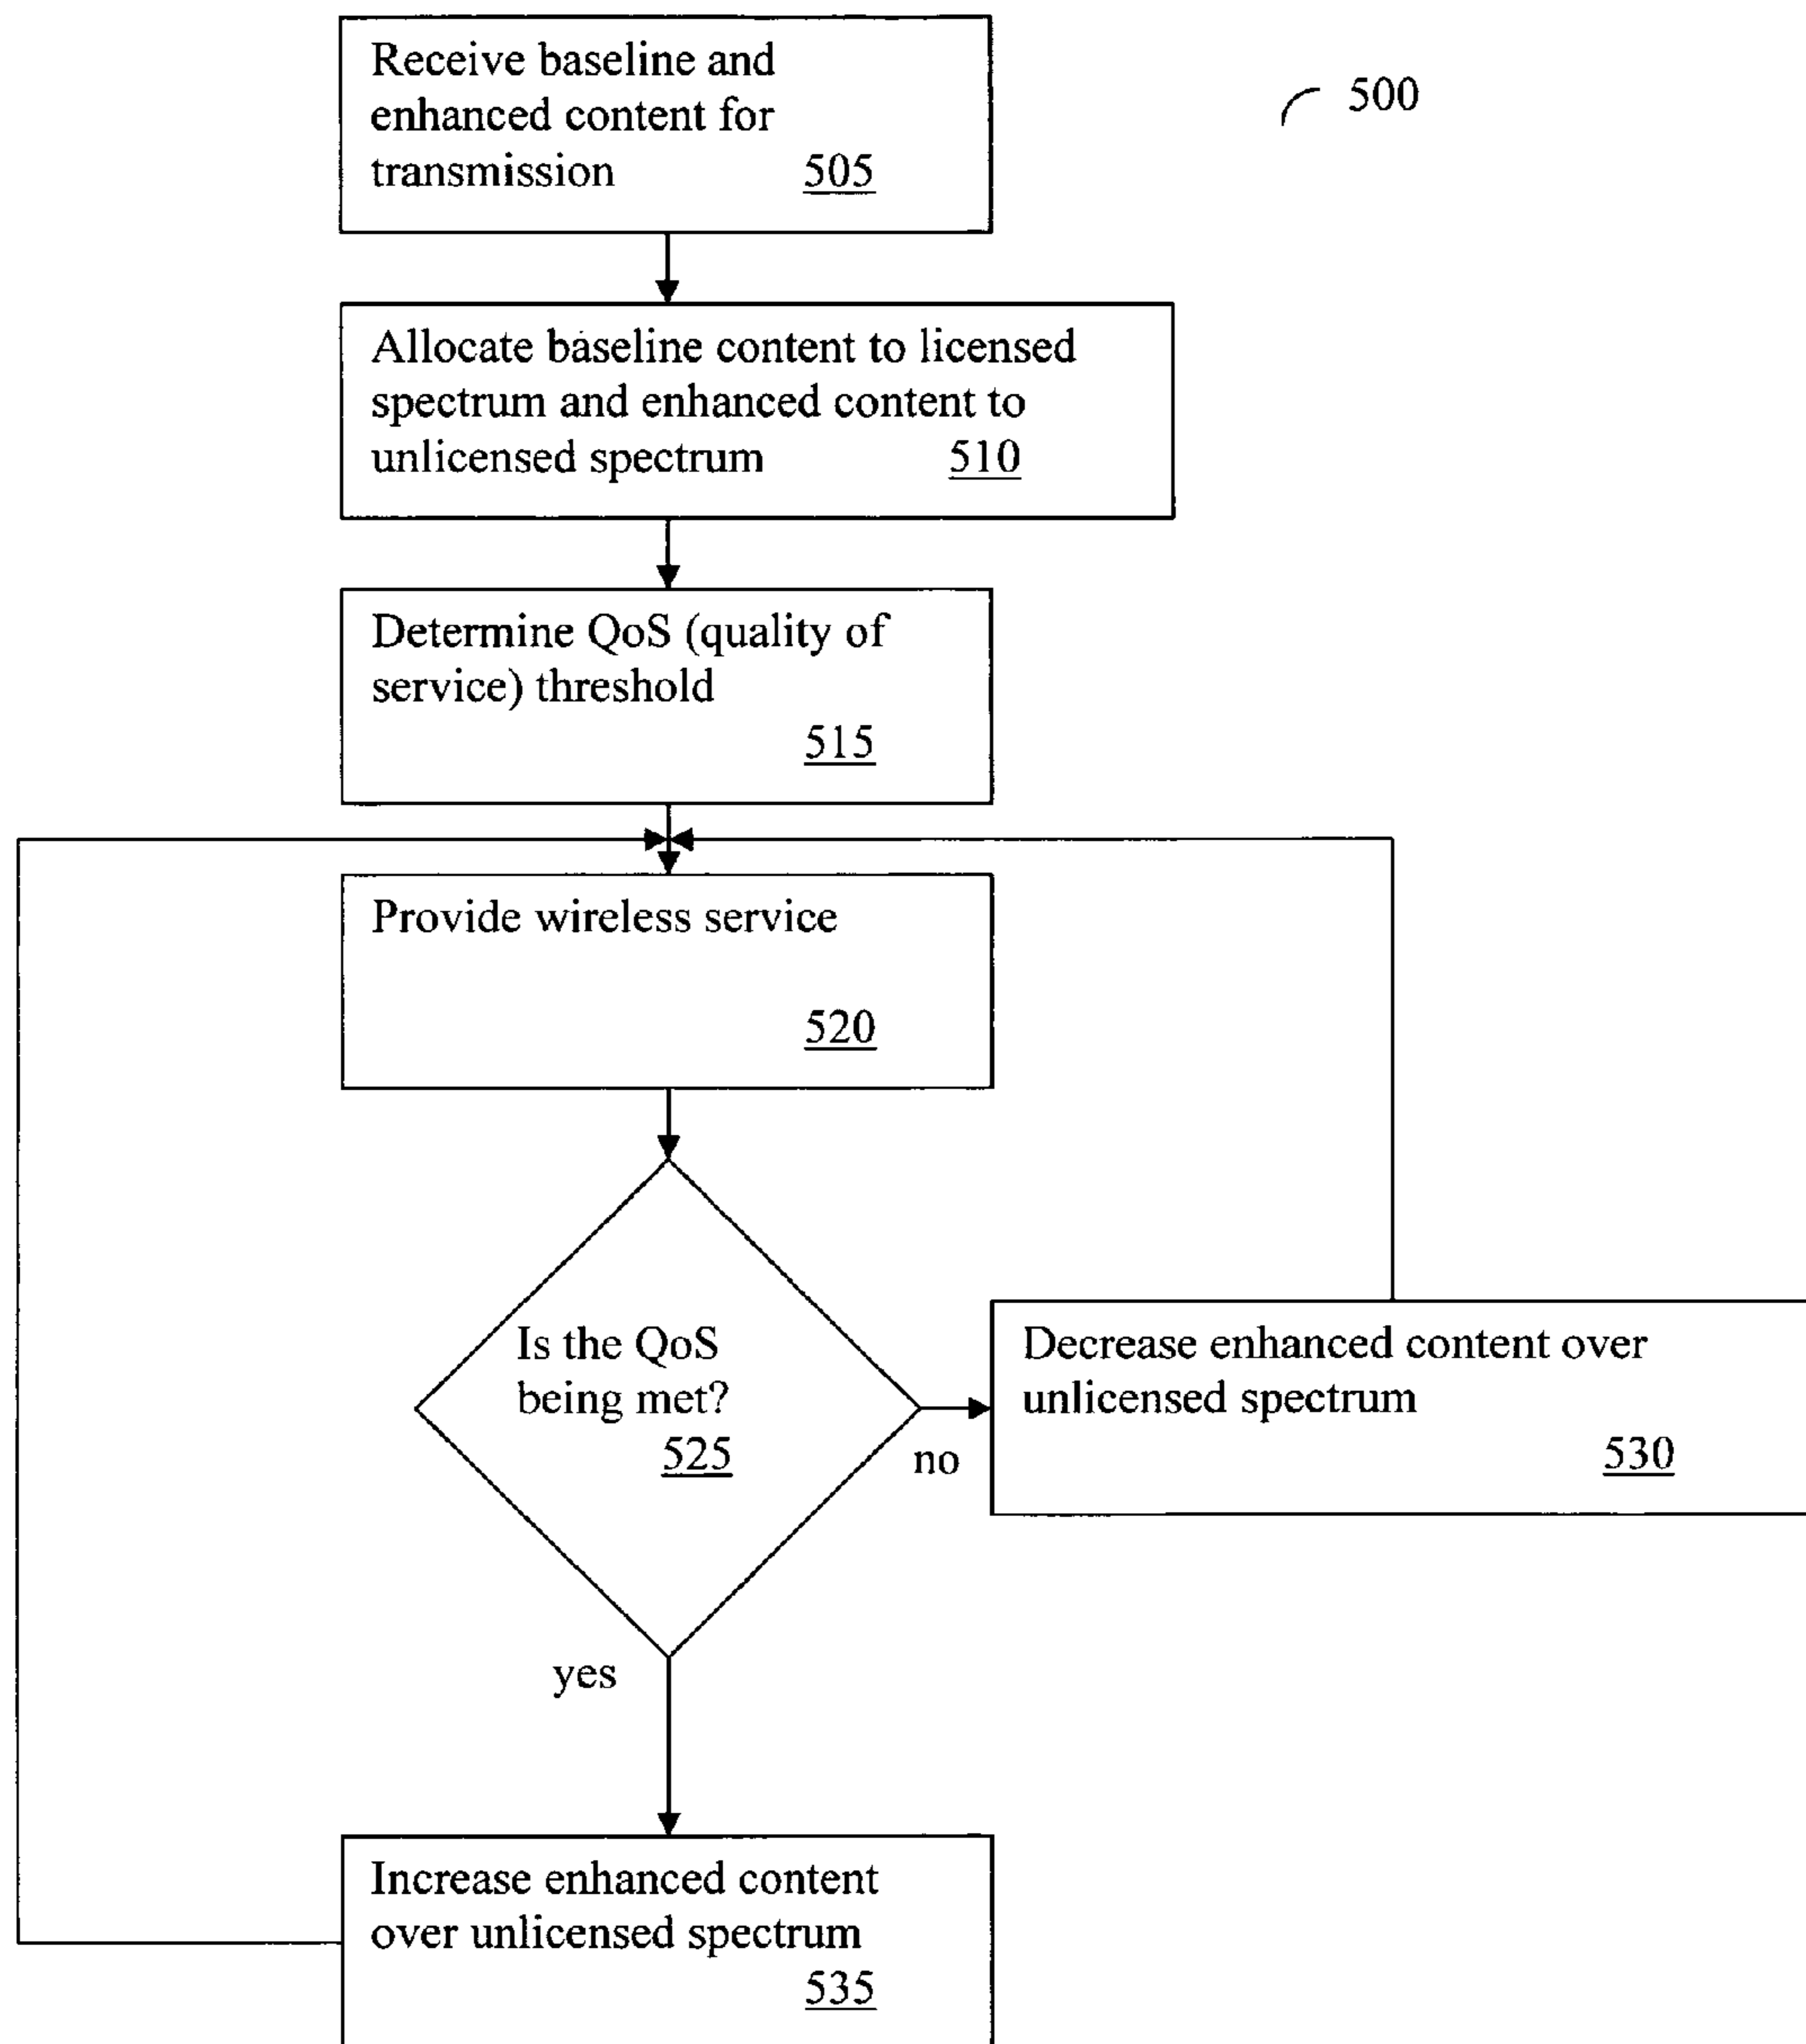 Receive baseline and
enhanced content for
transmission 505
500
Allocate baseline content to licensed
spectrum and enhanced content to
unlicensed spectrum 510
Determine QoS (quality of
service) threshold
515
Provide wireless service
520
Is the QoS
being met?
525
no
Decrease enhanced content over
unlicensed spectrum
530
yes
Increase enhanced content
over unlicensed spectrum
535